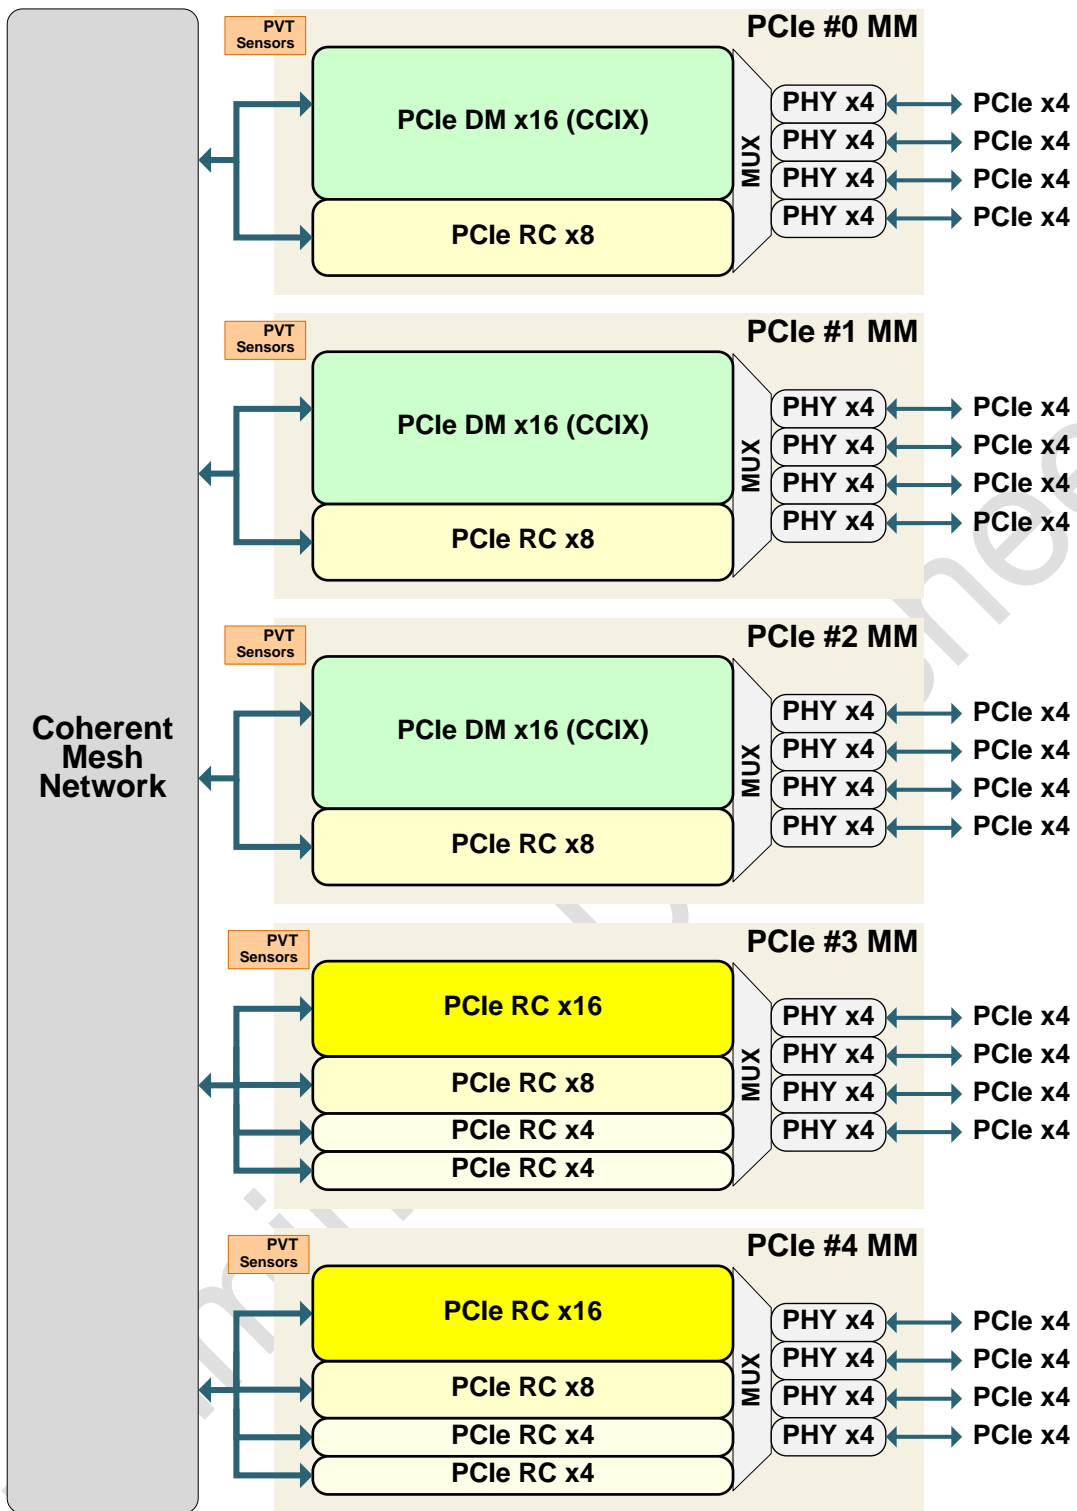 Coherent
Mesh
Network
PCIe #0 MM
PVT
Sensors
PCIe DM x16 (CCIX)
PCIe RC x8
MUX
PHY x4
PCIe x4
PHY x4
PCIe x4
PHY x4
PCIe x4
PHY x4
PCIe x4
PCIe #1 MM
PVT
Sensors
PCIe DM x16 (CCIX)
PCIe RC x8
MUX
PHY x4
PCIe x4
PHY x4
PCIe x4
PHY x4
PCIe x4
PHY x4
PCIe x4
PCIe #2 MM
PVT
Sensors
PCIe DM x16 (CCIX)
PCIe RC x8
MUX
PHY x4
PCIe x4
PHY x4
PCIe x4
PHY x4
PCIe x4
PHY x4
PCIe x4
PCIe #3 MM
PVT
Sensors
PCIe RC x16
PCIe RC x8
PCIe RC x4
PCIe RC x4
MUX
PHY x4
PCIe x4
PHY x4
PCIe x4
PHY x4
PCIe x4
PHY x4
PCIe x4
PCIe #4 MM
PVT
Sensors
PCIe RC x16
PCIe RC x8
PCIe RC x4
PCIe RC x4
MUX
PHY x4
PCIe x4
PHY x4
PCIe x4
PHY x4
PCIe x4
PHY x4
PCIe x4